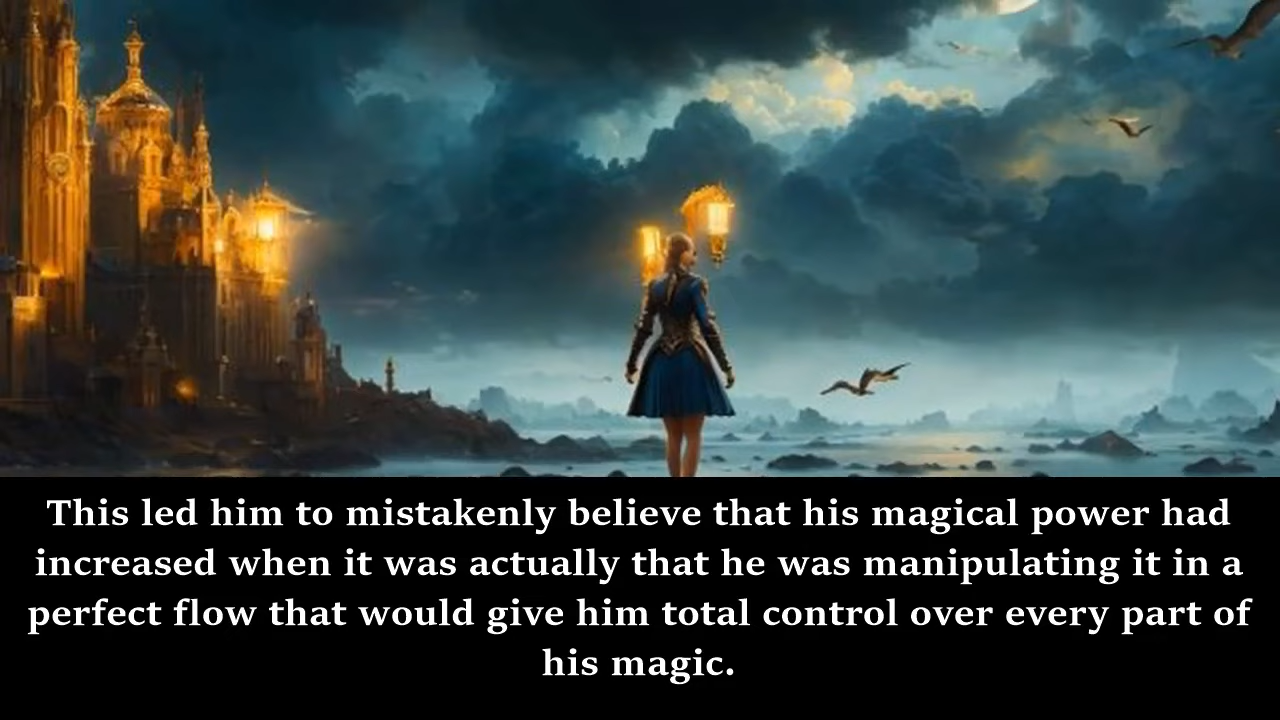 This led him to mistakenly believe that his magical power had
increased when it was actually that he was manipulating it in a
perfect flow that would give him total control over every part of
his magic.